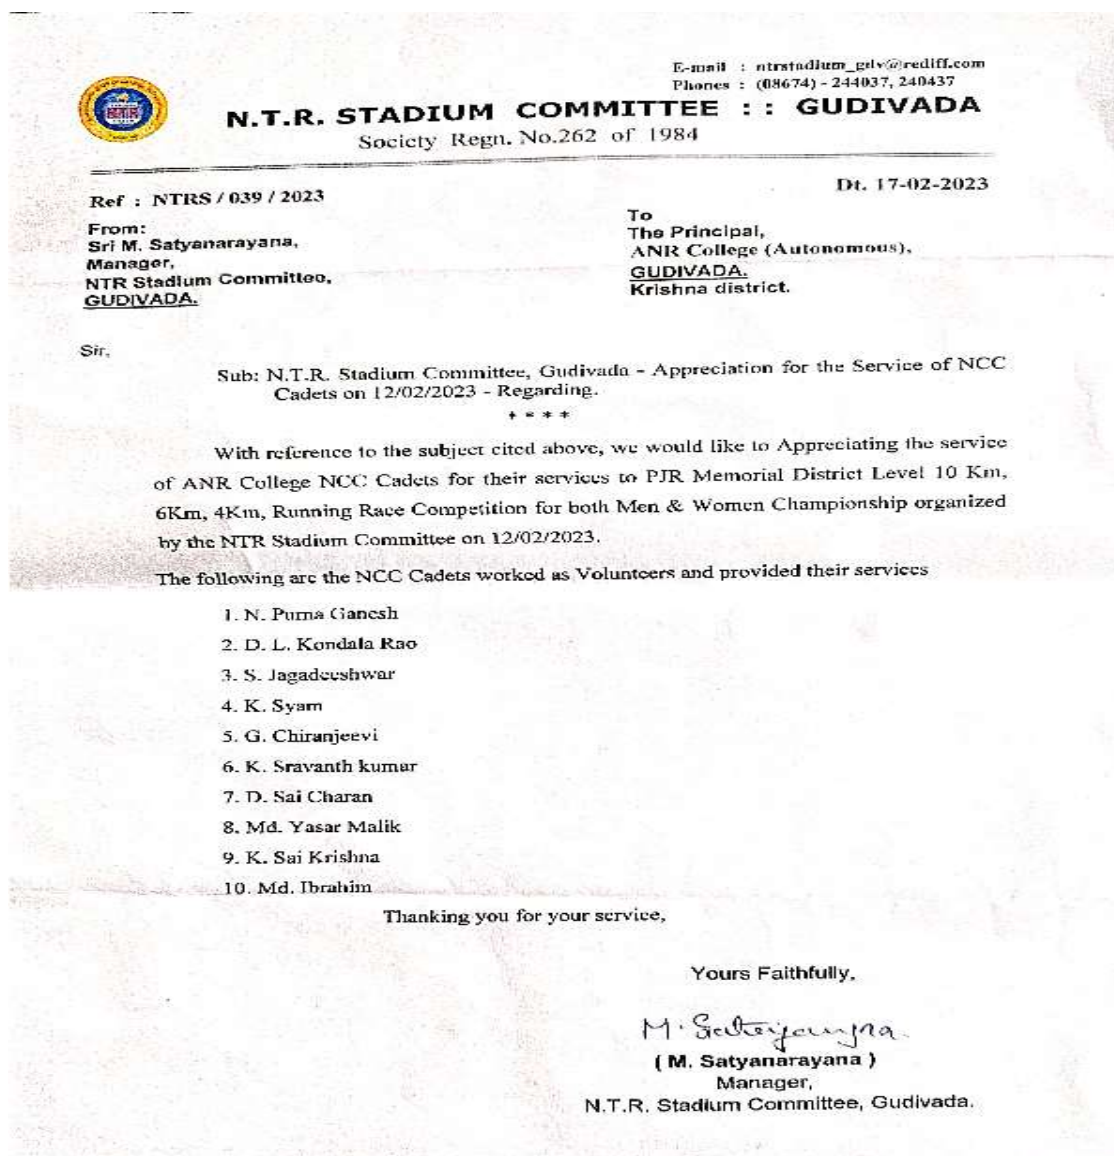 E-mail : ntrstadium_gdv@rediff.com
Phones : (08674) - 244037, 240437
N.T.R. STADIUM COMMITTEE : : GUDIVADA
Society Regn. No.262 of 1984
Ref : NTRS / 039 / 2023
Dt. 17-02-2023
From:
Sri M. Satyanarayana,
Manager,
NTR Stadium Committee,
GUDIVADA.
To
The Principal,
ANR College (Autonomous),
GUDIVADA.
Krishna district.
Sir,
Sub: N.T.R. Stadium Committee, Gudivada - Appreciation for the Service of NCC
Cadets on 12/02/2023 - Regarding.
* * * *
With reference to the subject cited above, we would like to Appreciating the service
of ANR College NCC Cadets for their services to PJR Memorial District Level 10 Km,
6Km, 4Km, Running Race Competition for both Men & Women Championship organized
by the NTR Stadium Committee on 12/02/2023.
The following are the NCC Cadets worked as Volunteers and provided their services
1. N. Purna Ganesh
2. D. L. Kondala Rao
3. S. Jagadeeshwar
4. K. Syam
5. G. Chiranjeevi
6. K. Sravanth kumar
7. D. Sai Charan
8. Md. Yasar Malik
9. K. Sai Krishna
10. Md. Ibrahim
Thanking you for your service,
Yours Faithfully,
( M. Satyanarayana )
Manager,
N.T.R. Stadium Committee, Gudivada.